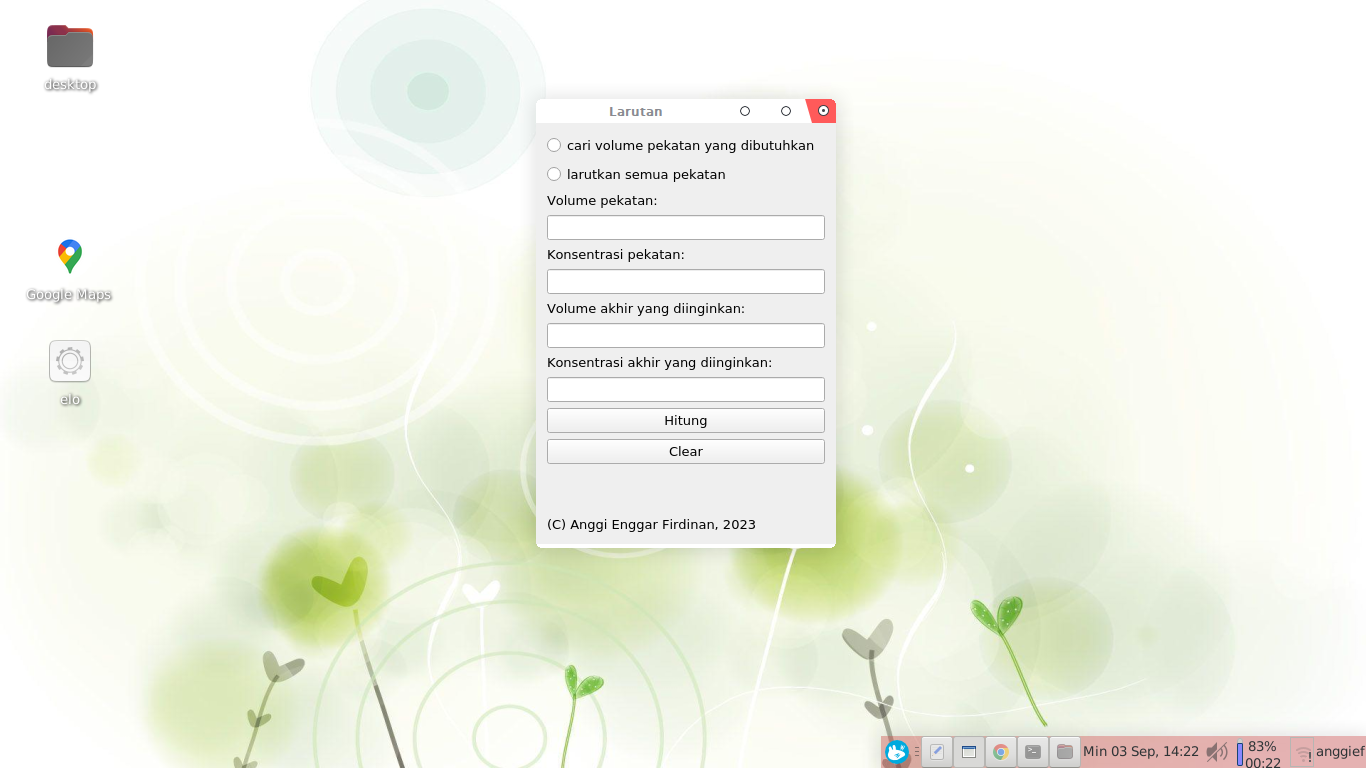 desktop
Google Maps
elo
Larutan
cari volume pekatan yang dibutuhkan
larutkan semua pekatan
Volume pekatan:
Konsentrasi pekatan:
Volume akhir yang diinginkan:
Konsentrasi akhir yang diinginkan:
Hitung
Clear
(C) Anggi Enggar Firdinan, 2023
Min 03 Sep, 14:22
83%
00:22
anggief